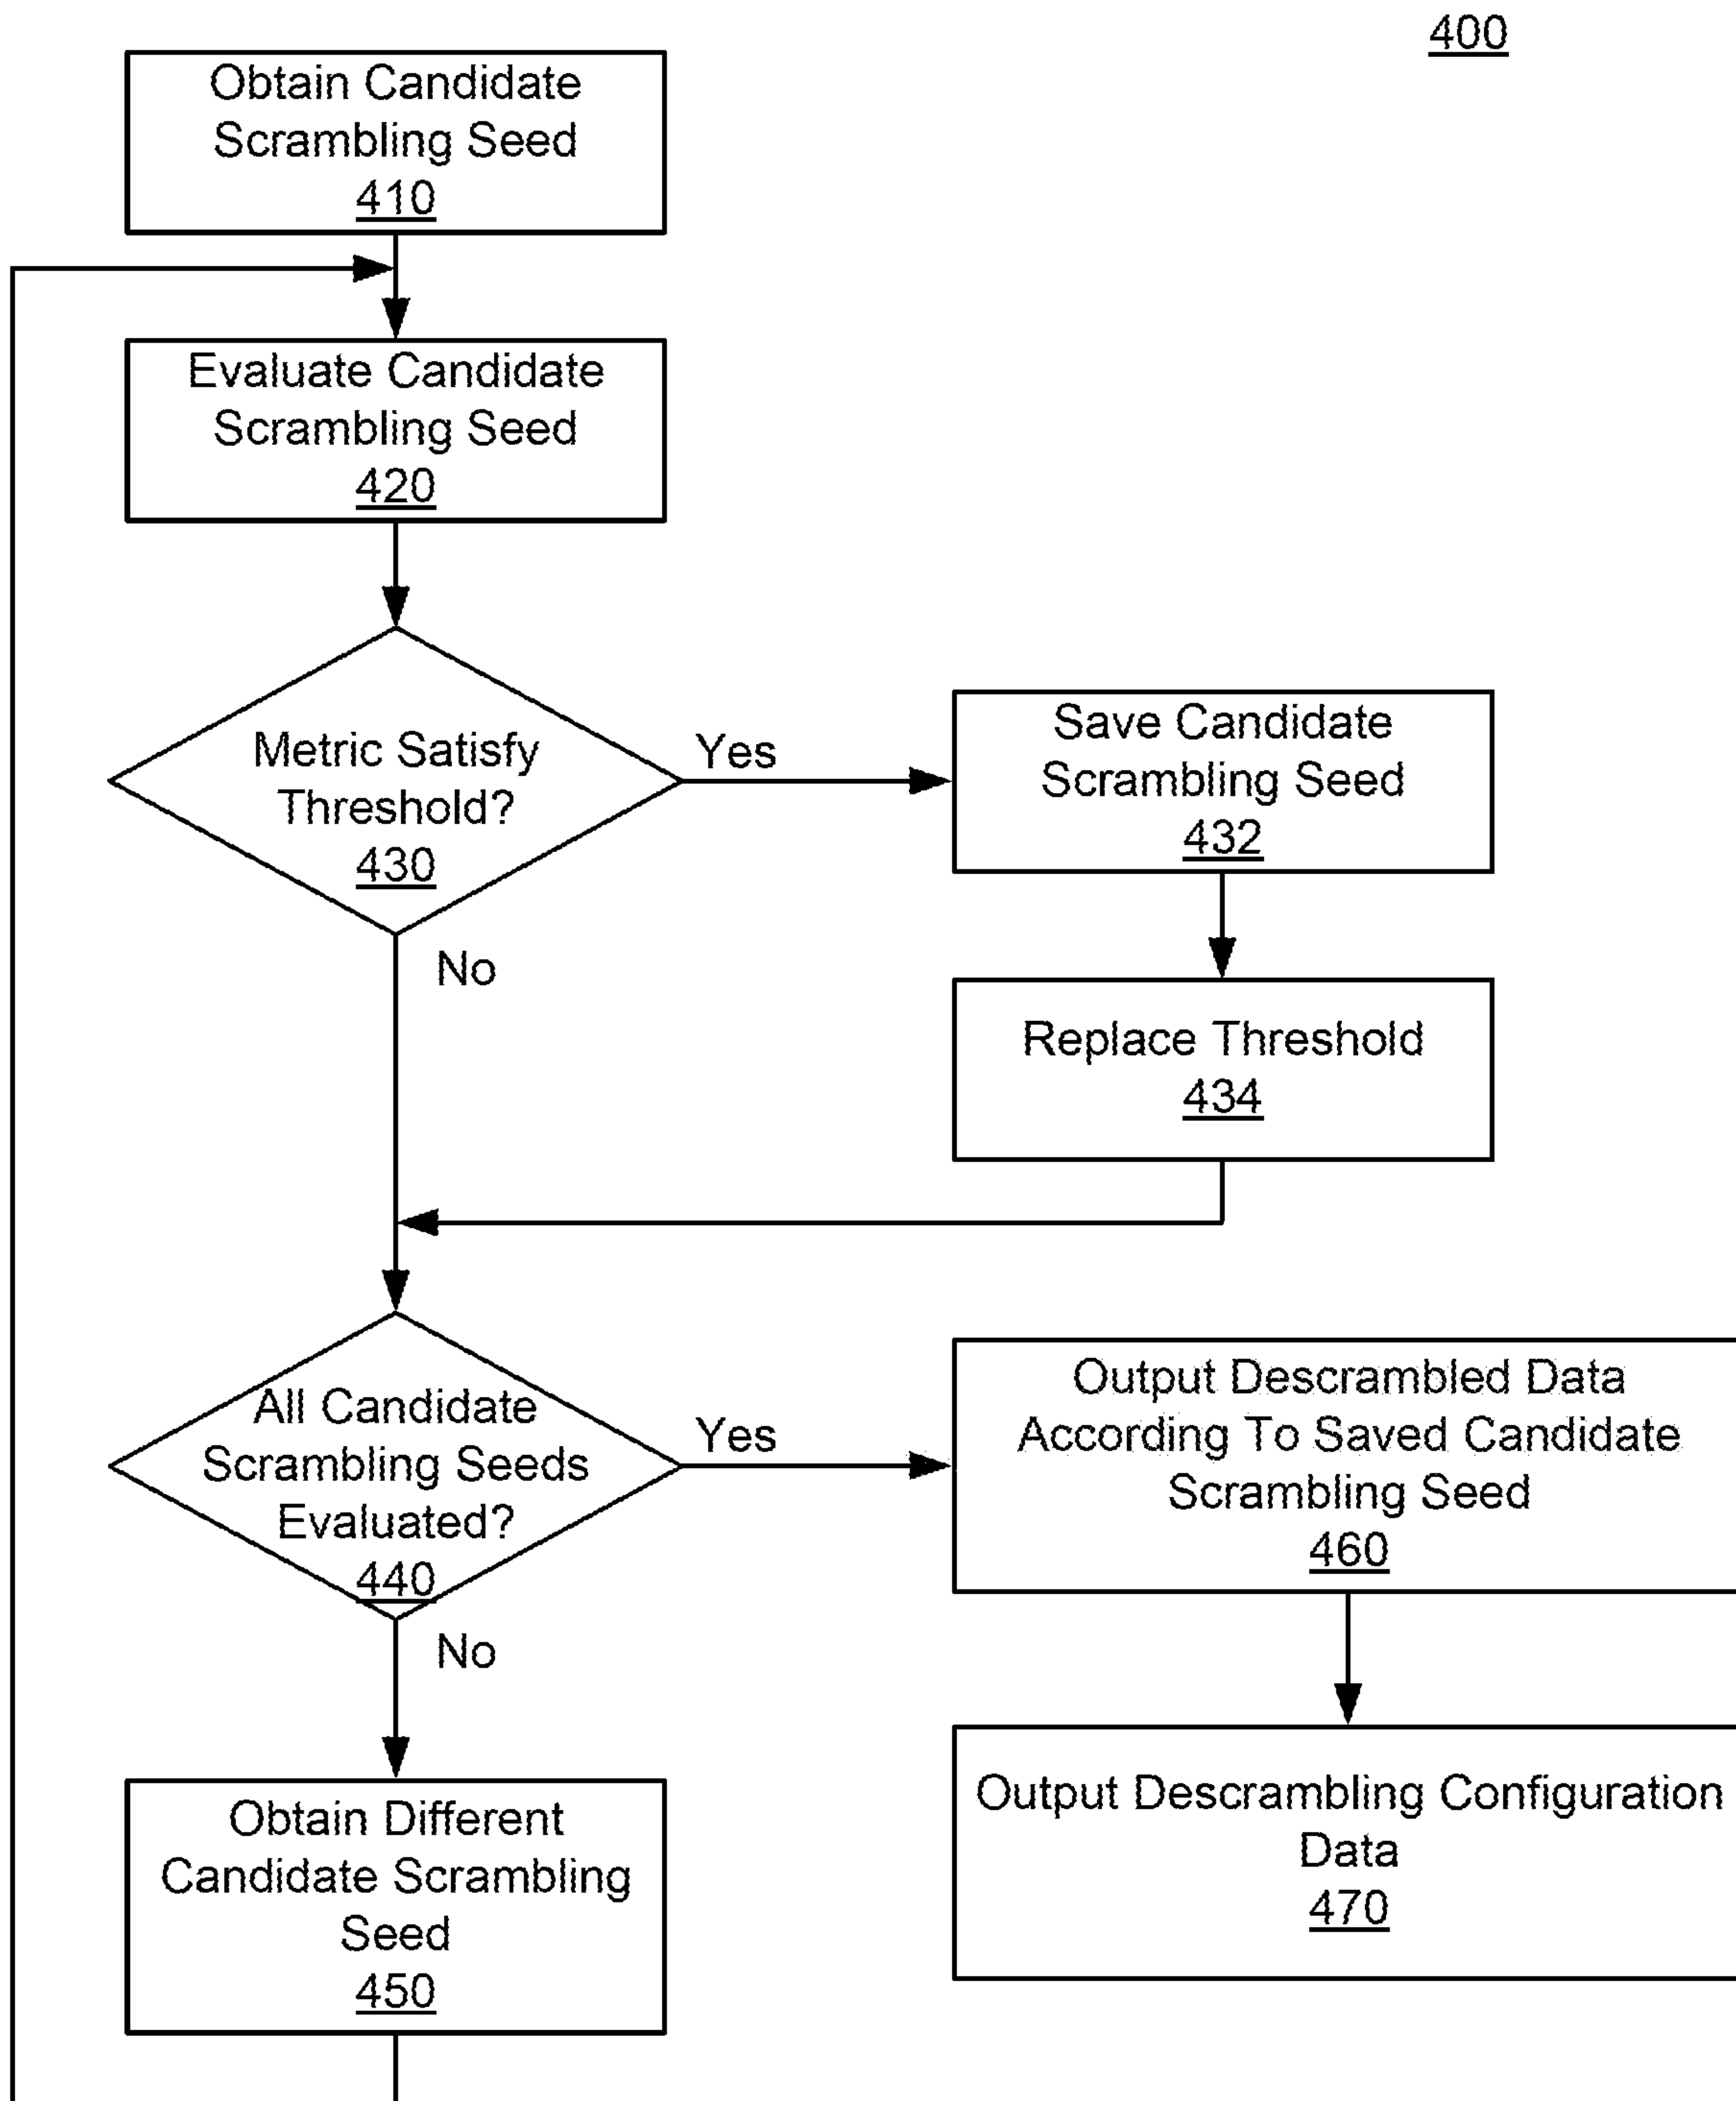 400
Obtain Candidate
Scrambling Seed
410
Evaluate Candidate
Scrambling Seed
420
Metric Satisfy
Threshold?
430
Yes
No
Save Candidate
Scrambling Seed
432
Replace Threshold
434
All Candidate
Scrambling Seeds
Evaluated?
440
Yes
No
Output Descrambled Data
According To Saved Candidate
Scrambling Seed
460
Obtain Different
Candidate Scrambling
Seed
450
Output Descrambling Configuration
Data
470